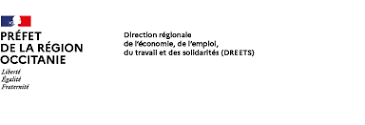 PRÉFET
DE LA RÉGION
OCCITANIE
Liberté
Égalité
Fraternité
Direction régionale
de l'économie, de l'emploi,
du travail et des solidarités (DREETS)